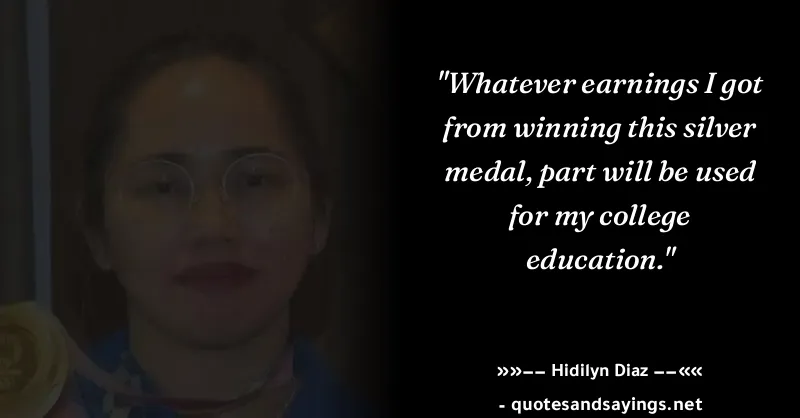 "Whatever earnings I got
from winning this silver
medal, part will be used
for my college
education."
»»−− Hidilyn Diaz −−««
- quotesandsayings.net